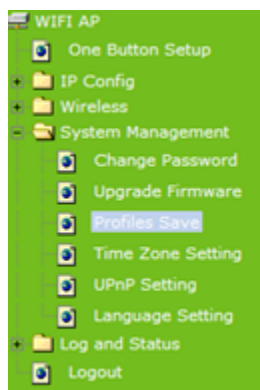 WIFI AP
One Button Setup
IP Config
Wireless
System Management
Change Password
Upgrade Firmware
Profiles Save
Time Zone Setting
UPnP Setting
Language Setting
Log and Status
Logout